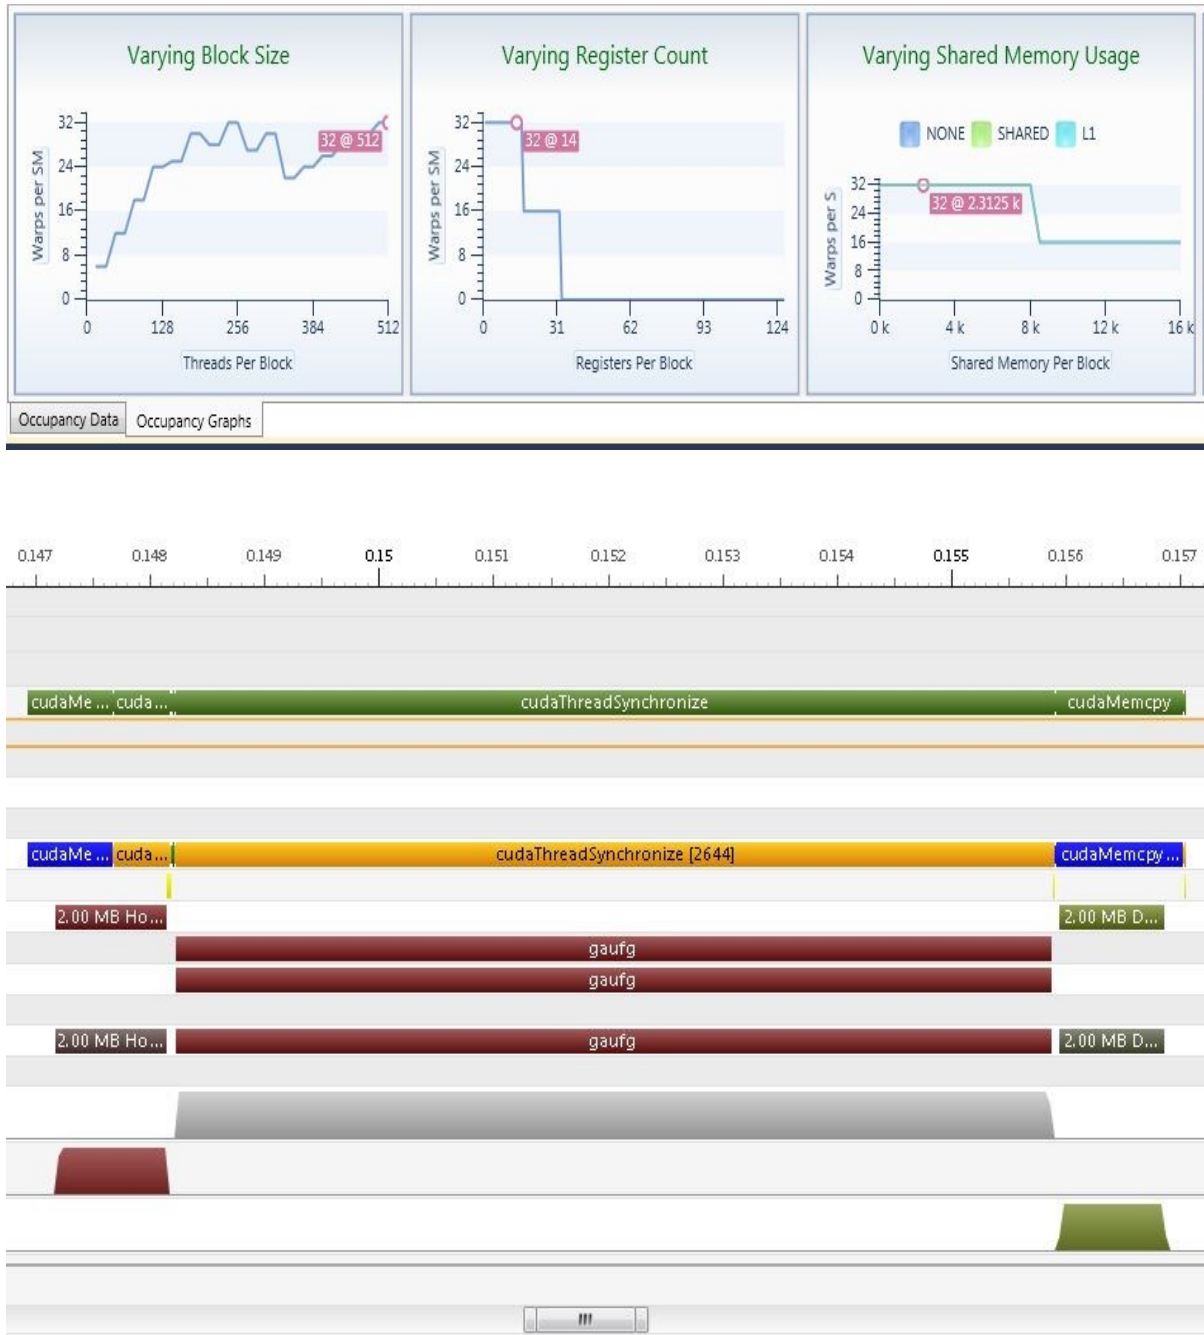 Varying Block Size
32
24
16
8
0
Warps per SM
32 @ 512
0 128 256 384 512
Threads Per Block
Varying Register Count
32
24
16
8
0
Warps per SM
32 @ 14
0 31 62 93 124
Registers Per Block
Varying Shared Memory Usage
NONE SHARED L1
32
24
16
8
0
Warps per S
32 @ 2.3125 k
0 k 4 k 8 k 12 k 16 k
Shared Memory Per Block
Occupancy Data Occupancy Graphs
0.147 0.148 0.149 0.15 0.151 0.152 0.153 0.154 0.155 0.156 0.157
cudaMe ... cuda... cudaThreadSynchronize cudaMemcpy
cudaMe ... cuda... cudaThreadSynchronize [2644] cudaMemcpy ...
2.00 MB Ho... 2.00 MB D...
gaufg
gaufg
2.00 MB Ho... gaufg 2.00 MB D...